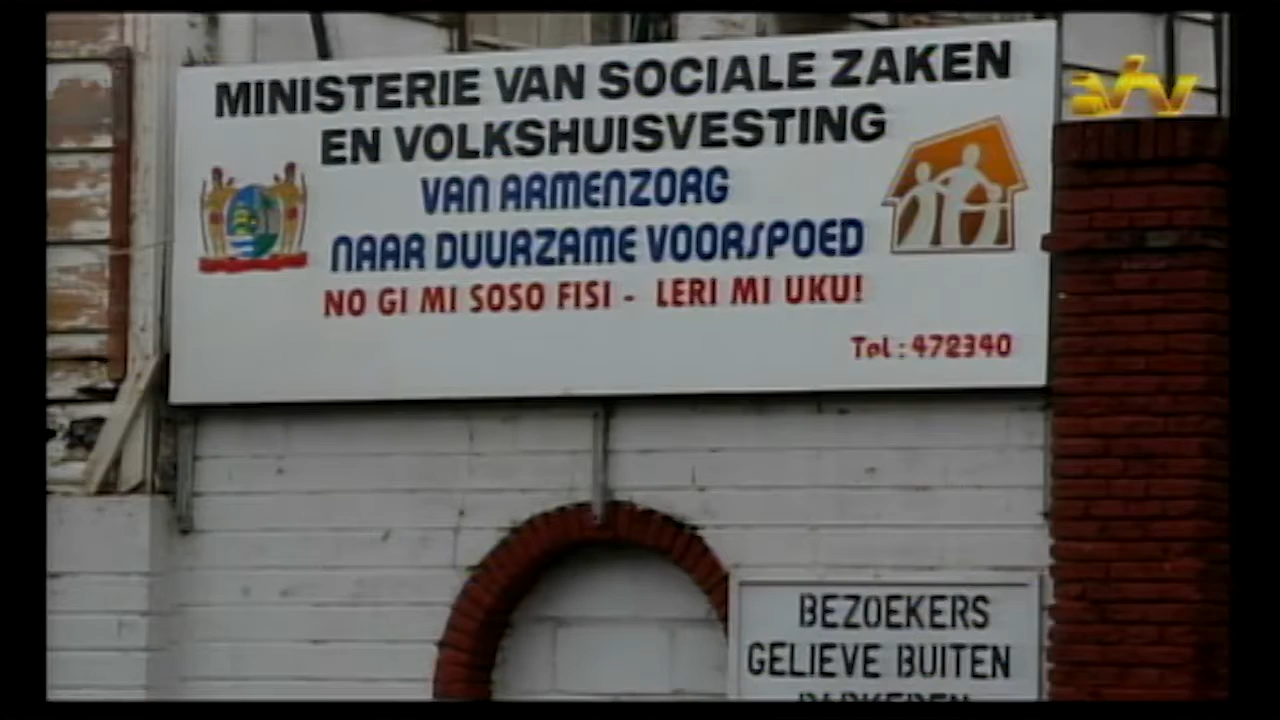 MINISTERIE VAN SOCIALE ZAKEN
EN VOLKSHUISVESTING
VAN ARMENZORG
NAAR DUURZAME VOORSPOED
NO GI MI SOSO FISI - LERI MI UKU!
Tel: 472340
BEZOEKERS
GELIEVE BUITEN